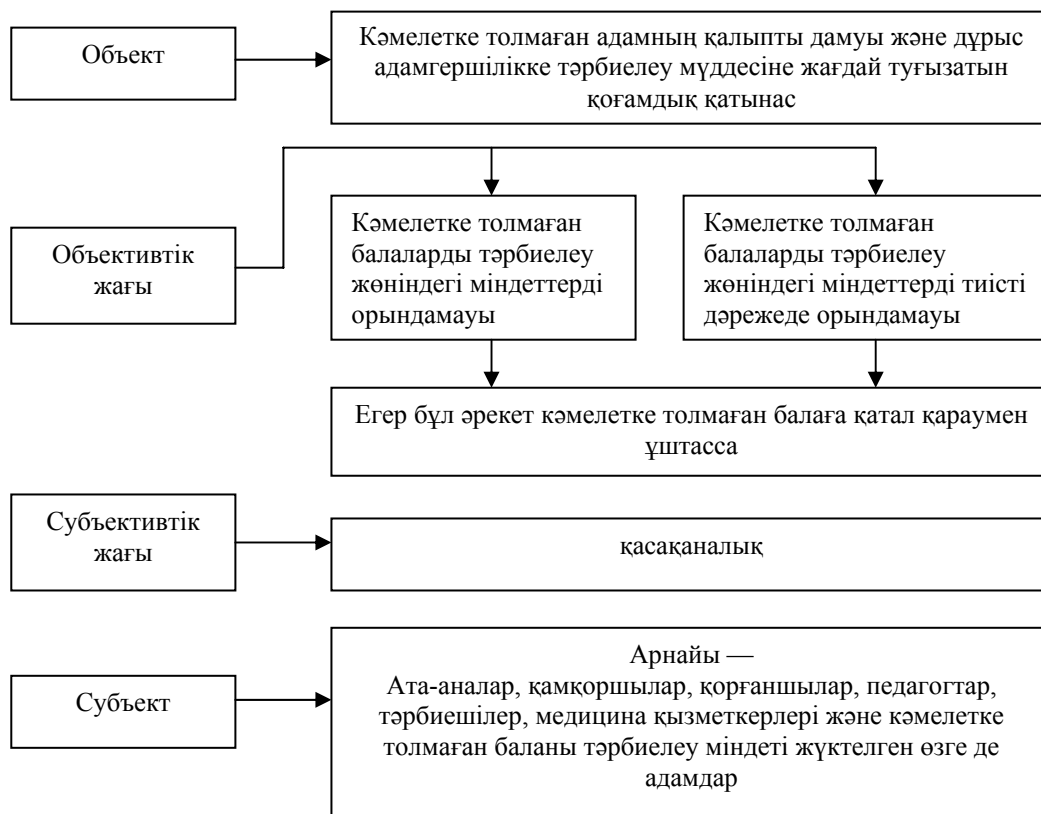 Объект
Кәмелетке толмаған адамның қалыпты дамуы және дұрыс
адамгершілікке тәрбиелеу мүддесіне жағдай туғызатын
қоғамдық қатынас
Объективтік
жағы
Кәмелетке толмаған
балаларды тәрбиелеу
жөніндегі міндеттерді
орындамауы
Кәмелетке толмаған
балаларды тәрбиелеу
жөніндегі міндеттерді тиісті
дәрежеде орындамауы
Егер бұл әрекет кәмелетке толмаған балаға қатал қараумен
ұштасса
Субъективтік
жағы
қасақаналық
Субъект
Арнайы —
Ата-аналар, қамқоршылар, қорғаншылар, педагогтар,
тәрбиешілер, медицина қызметкерлері және кәмелетке
толмаған баланы тәрбиелеу міндеті жүктелген өзге де
адамдар